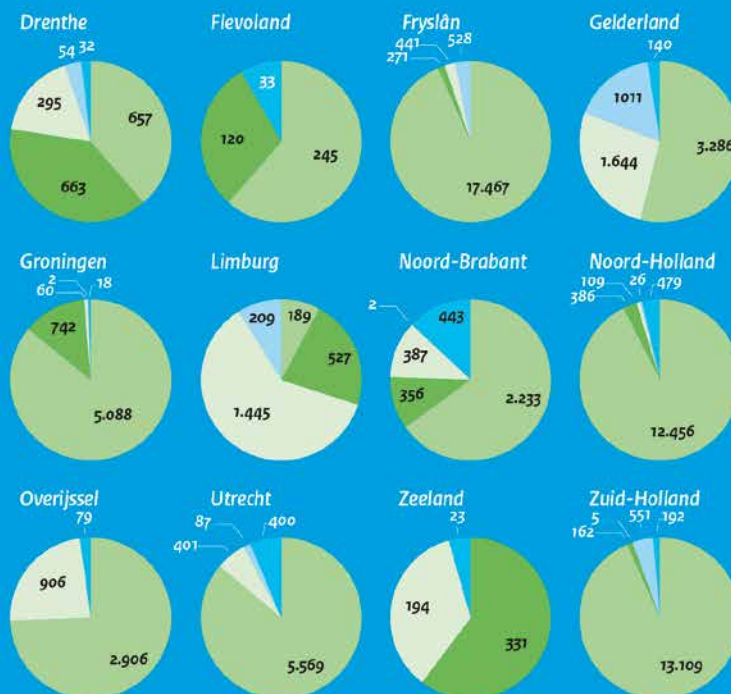 Drenthe
54 32
295
657
663
Flevoland
33
120
245
Fryslân
441 528
271
17.467
Gelderland
140
1011
1.644
3.286
Groningen
2 18
60
742
5.088
Limburg
209 189
527
1.445
Noord-Brabant
2
443
387
356
2.233
Noord-Holland
109 26 479
386
12.456
Overijssel
79
906
2.906
Utrecht
87 400
401
5.569
Zeeland
23
194
331
Zuid-Holland
5 551 192
162
13.109